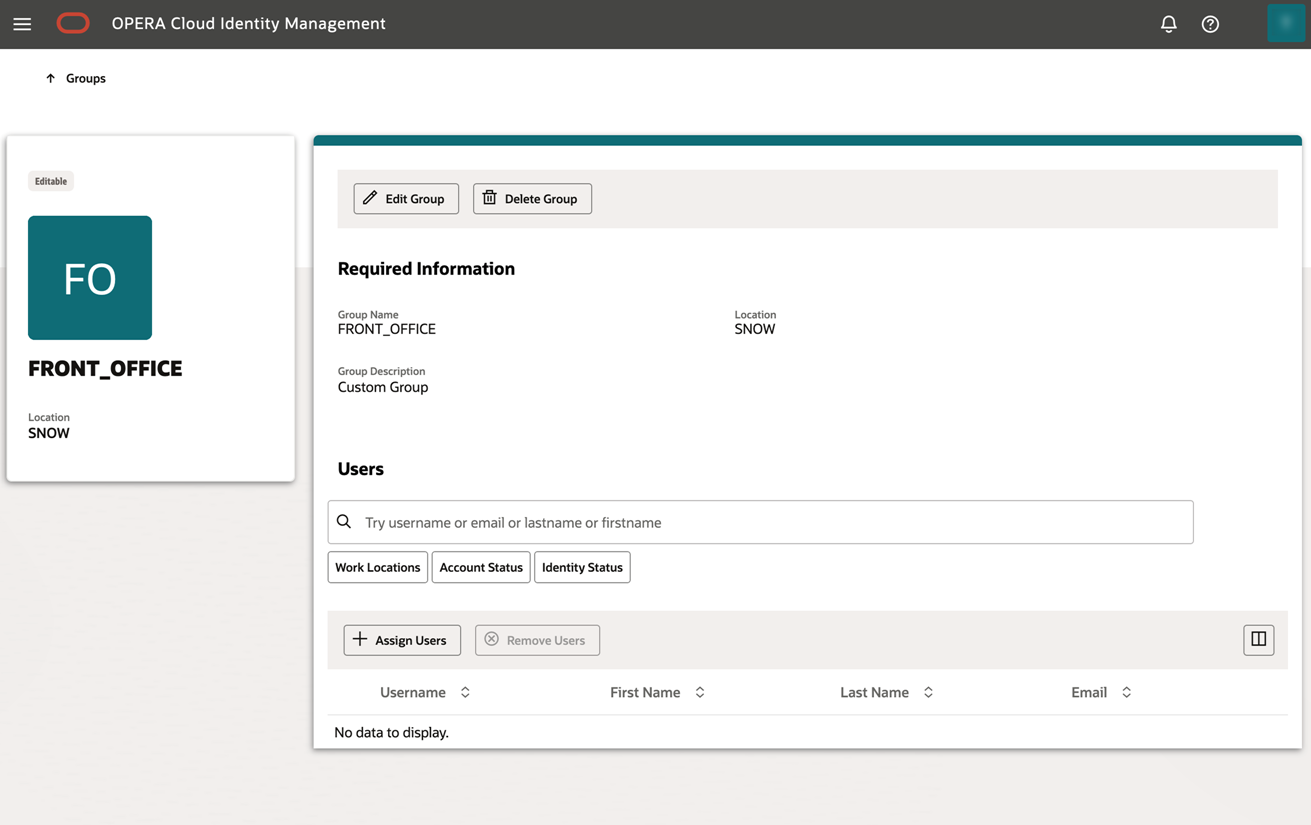 OPERA Cloud Identity Management
Groups
Editable
FO
FRONT_OFFICE
Location
SNOW
Edit Group
Delete Group
Required Information
Group Name
FRONT_OFFICE
Location
SNOW
Group Description
Custom Group
Users
Try username or email or lastname or firstname
Work Locations
Account Status
Identity Status
Assign Users
Remove Users
Username
First Name
Last Name
Email
No data to display.